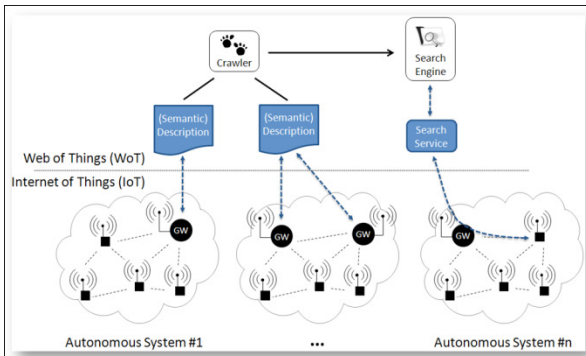 Crawler
Search
Engine
(Semantic)
Description
(Semantic)
Description
Search
Service
Web of Things (WoT)
Internet of Things (IoT)
GW
GW
GW
GW
Autonomous System #1
...
Autonomous System #n